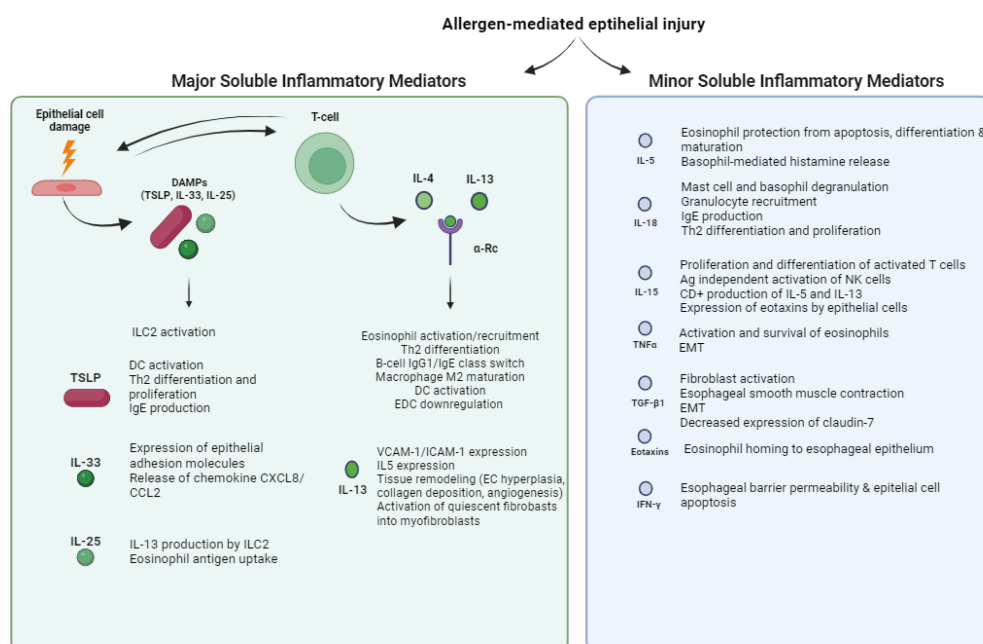 Allergen-mediated eptithelial injury
Major Soluble Inflammatory Mediators
Epithelial cell
damage
T-cell
DAMPs
(TSLP, IL-33, IL-25)
IL-4
IL-13
α-Rc
ILC2 activation
TSLP
DC activation
Th2 differentiation and
proliferation
IgE production
IL-33
Expression of epithelial
adhesion molecules
Release of chemokine CXCL8/
CCL2
IL-25
IL-13 production by ILC2
Eosinophil antigen uptake
Eosinophil activation/recruitment
Th2 differentiation
B-cell IgG1/IgE class switch
Macrophage M2 maturation
DC activation
EDC downregulation
IL-13
VCAM-1/ICAM-1 expression
IL5 expression
Tissue remodeling (EC hyperplasia,
collagen deposition, angiogenesis)
Activation of quiescent fibrobasts
into myofibroblasts
Minor Soluble Inflammatory Mediators
IL-5
Eosinophil protection from apoptosis, differentiation &
maturation
Basophil-mediated histamine release
IL-18
Mast cell and basophil degranulation
Granulocyte recruitment
IgE production
Th2 differentiation and proliferation
IL-15
Proliferation and differentiation of activated T cells
Ag independent activation of NK cells
CD+ production of IL-5 and IL-13
Expression of eotaxins by epithelial cells
TNFα
Activation and survival of eosinophils
EMT
TGF-β1
Fibroblast activation
Esophageal smooth muscle contraction
EMT
Decreased expression of claudin-7
Eotaxins
Eosinophil homing to esophageal epithelium
IFN-γ
Esophageal barrier permeability & epitelial cell
apoptosis